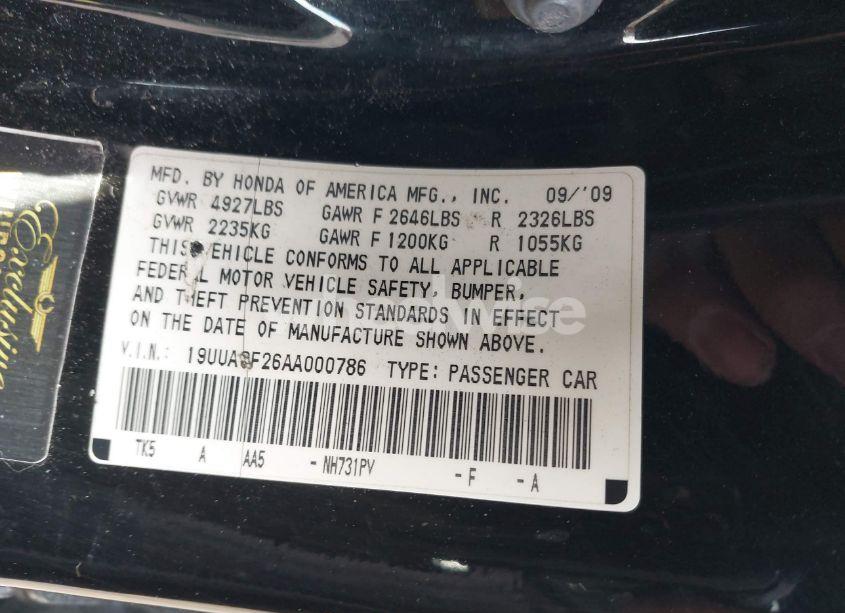 MFD. BY HONDA OF AMERICA MFG., INC. 09/'09
GVWR 4927LBS GAWR F 2646LBS R 2326LBS
GVWR 2235KG GAWR F 1200KG R 1055KG
THIS VEHICLE CONFORMS TO ALL APPLICABLE
FEDERAL MOTOR VEHICLE SAFETY, BUMPER,
AND THEFT PREVENTION STANDARDS IN EFFECT
ON THE DATE OF MANUFACTURE SHOWN ABOVE.
V.I.N.: TYPE: PASSENGER CAR
TK5 A AA5 -NH731PV -F -A
Exclusive